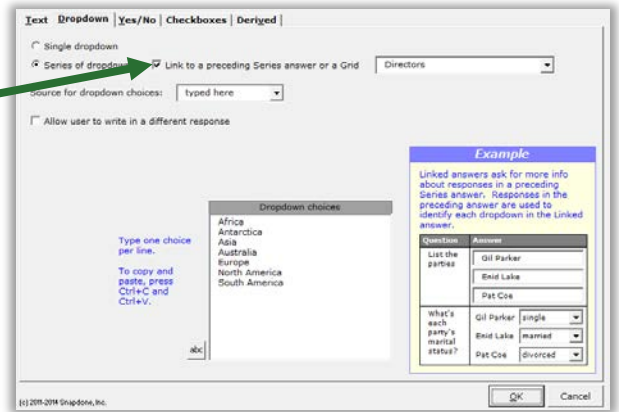 Text Dropdown Yes/No Checkboxes Derived
Single dropdown
Series of dropdow Link to a preceding Series answer or a Grid Directors
Source for dropdown choices: typed here
Allow user to write in a different response
Example
Linked answers ask for more info
about responses in a preceding
Series answer. Responses in the
preceding answer are used to
identify each dropdown in the Linked
answer.
Question Answer
List the
parties
Gil Parker
Enid Lake
Pat Coe
What's
each
party's
marital
status?
Gil Parker single
Enid Lake married
Pat Coe divorced
Dropdown choices
Africa
Antarctica
Asia
Australia
Europe
North America
South America
Type one choice
per line.
To copy and
paste, press
Ctrl+C and
Ctrl+V.
abc
(c) 2011-2014 Snapdone, Inc.
OK Cancel